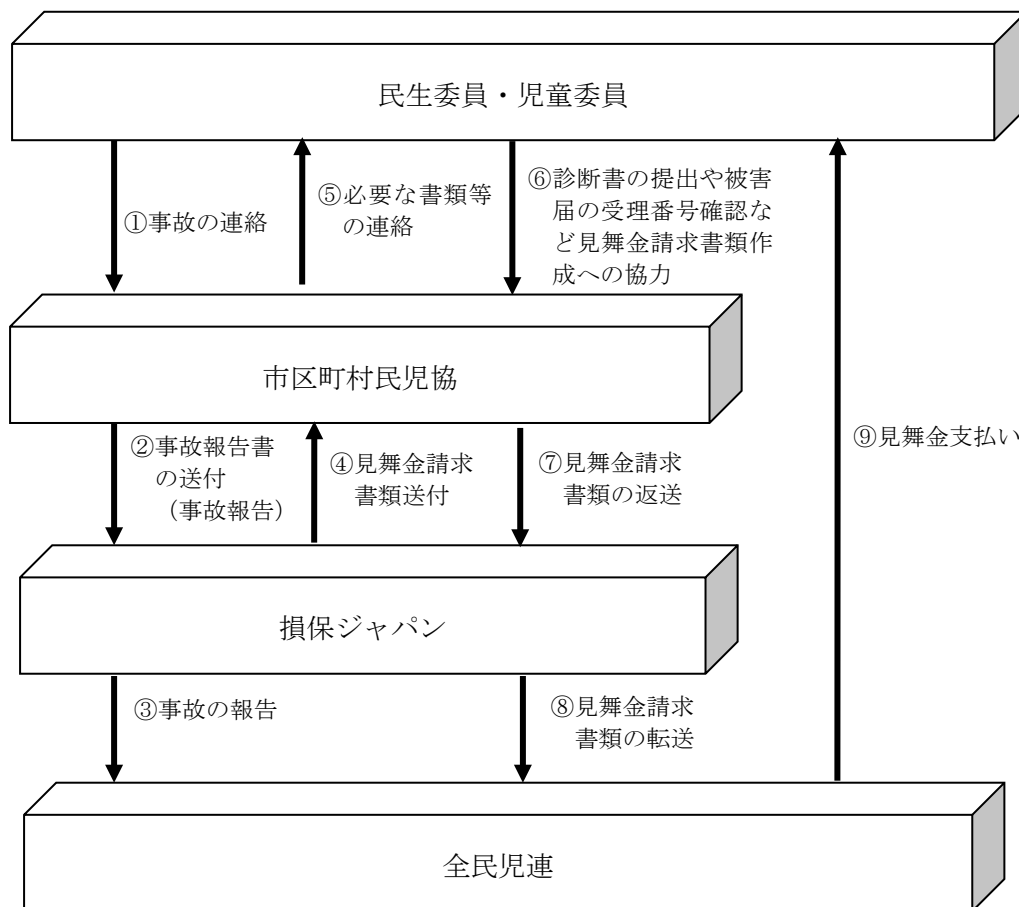 民生委員・児童委員
①事故の連絡
⑤必要な書類等
の連絡
⑥診断書の提出や被害
届の受理番号確認な
ど見舞金請求書類作
成への協力
市区町村民児協
②事故報告書
の送付
（事故報告）
④見舞金請求
書類送付
⑦見舞金請求
書類の返送
⑨見舞金支払い
損保ジャパン
③事故の報告
⑧見舞金請求
書類の転送
全民児連